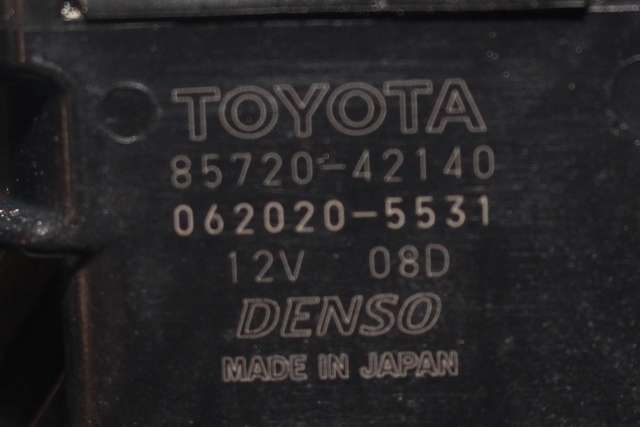 TOYOTA
85720-42140
062020-5531
12V 08D
DENSO
MADE IN JAPAN